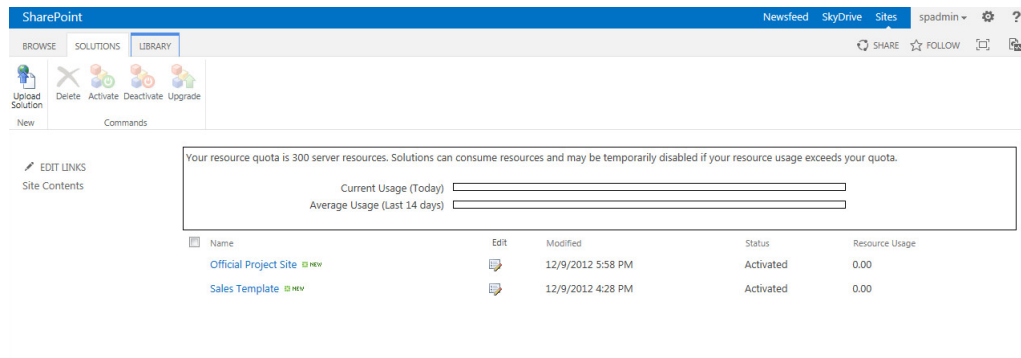 SharePoint Newsfeed SkyDrive Sites spadmin ?
BROWSE SOLUTIONS LIBRARY SHARE FOLLOW
Upload Solution Delete Activate Deactivate Upgrade
New Commands
EDIT LINKS
Site Contents
Your resource quota is 300 server resources. Solutions can consume resources and may be temporarily disabled if your resource usage exceeds your quota.
Current Usage (Today)
Average Usage (Last 14 days)
Name Edit Modified Status Resource Usage
Official Project Site NEW 12/9/2012 5:58 PM Activated 0.00
Sales Template NEW 12/9/2012 4:28 PM Activated 0.00